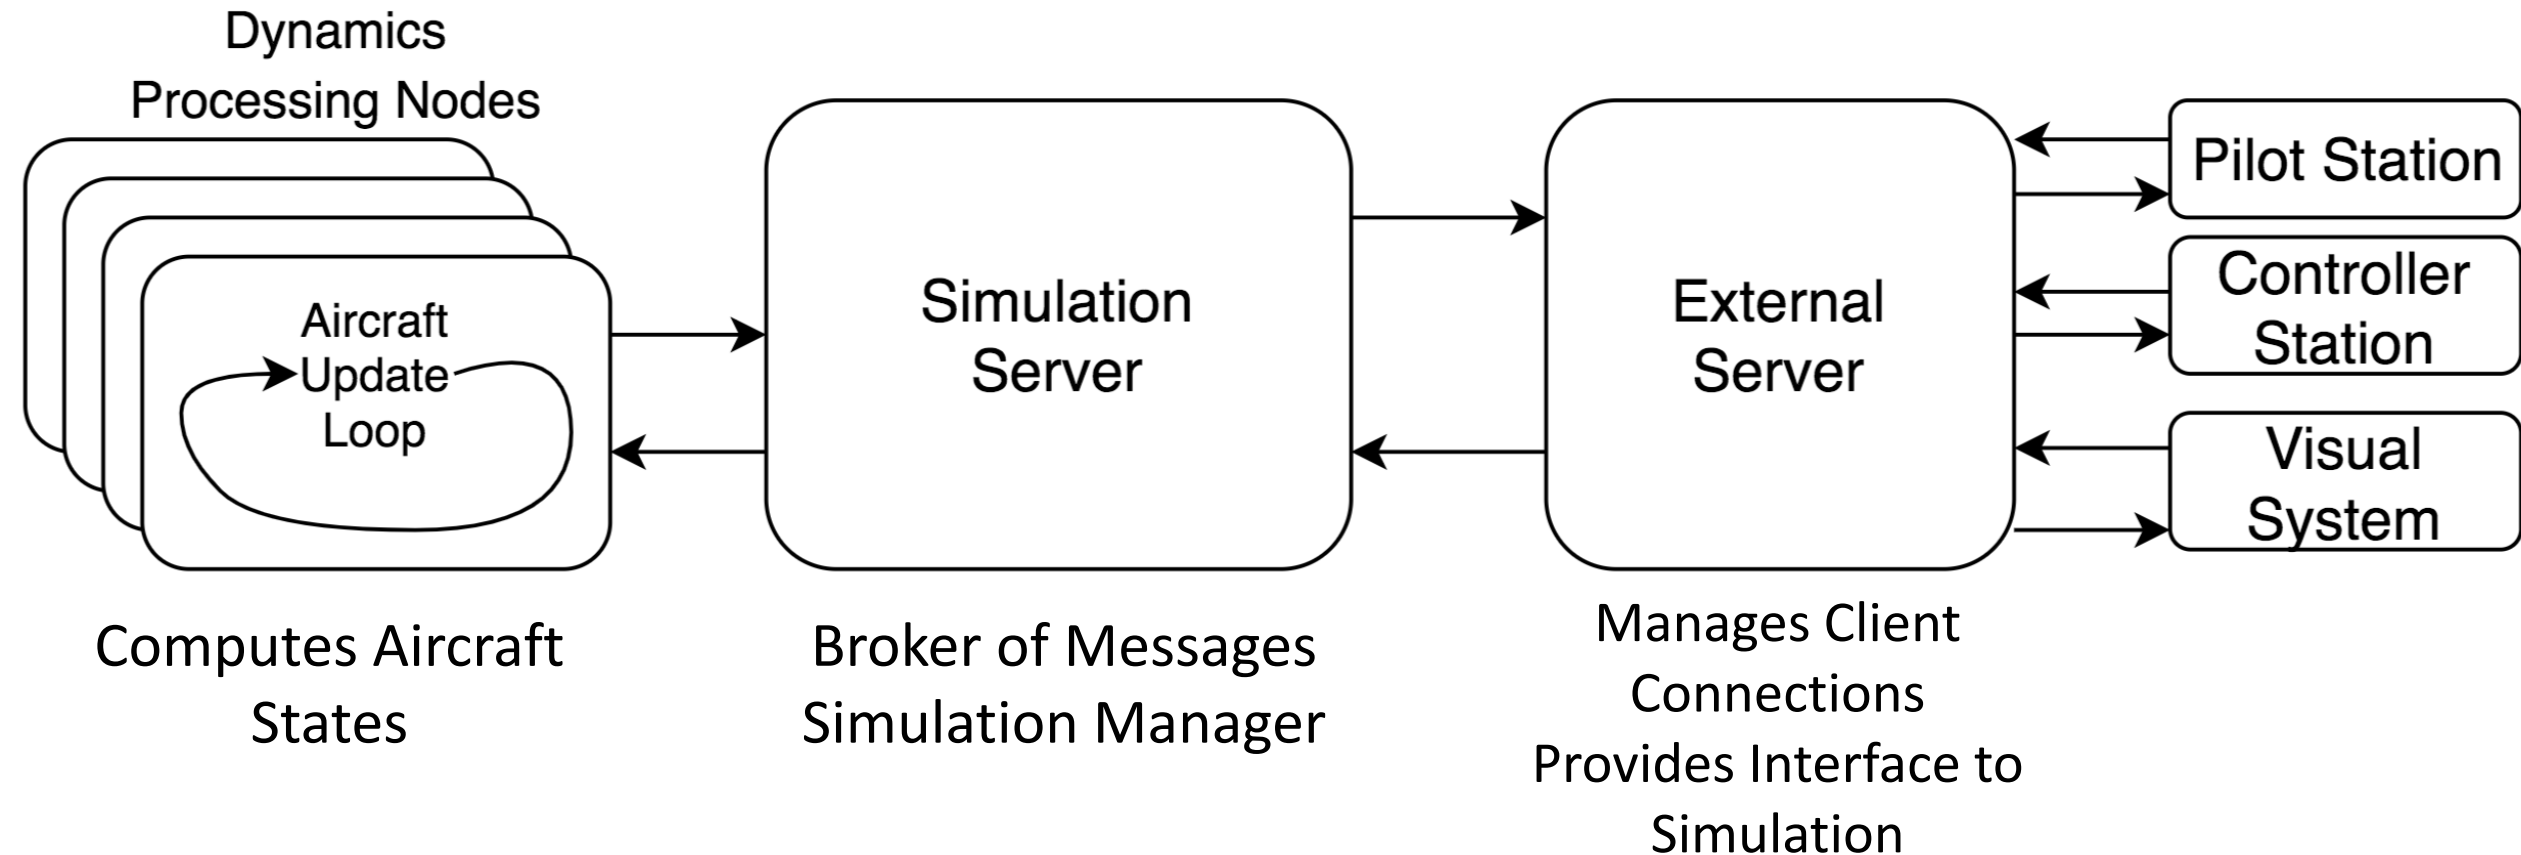 Dynamics
Processing Nodes
Aircraft
Update
Loop
Computes Aircraft
States
Simulation
Server
Broker of Messages
Simulation Manager
External
Server
Manages Client
Connections
Provides Interface to
Simulation
Pilot Station
Controller
Station
Visual
System